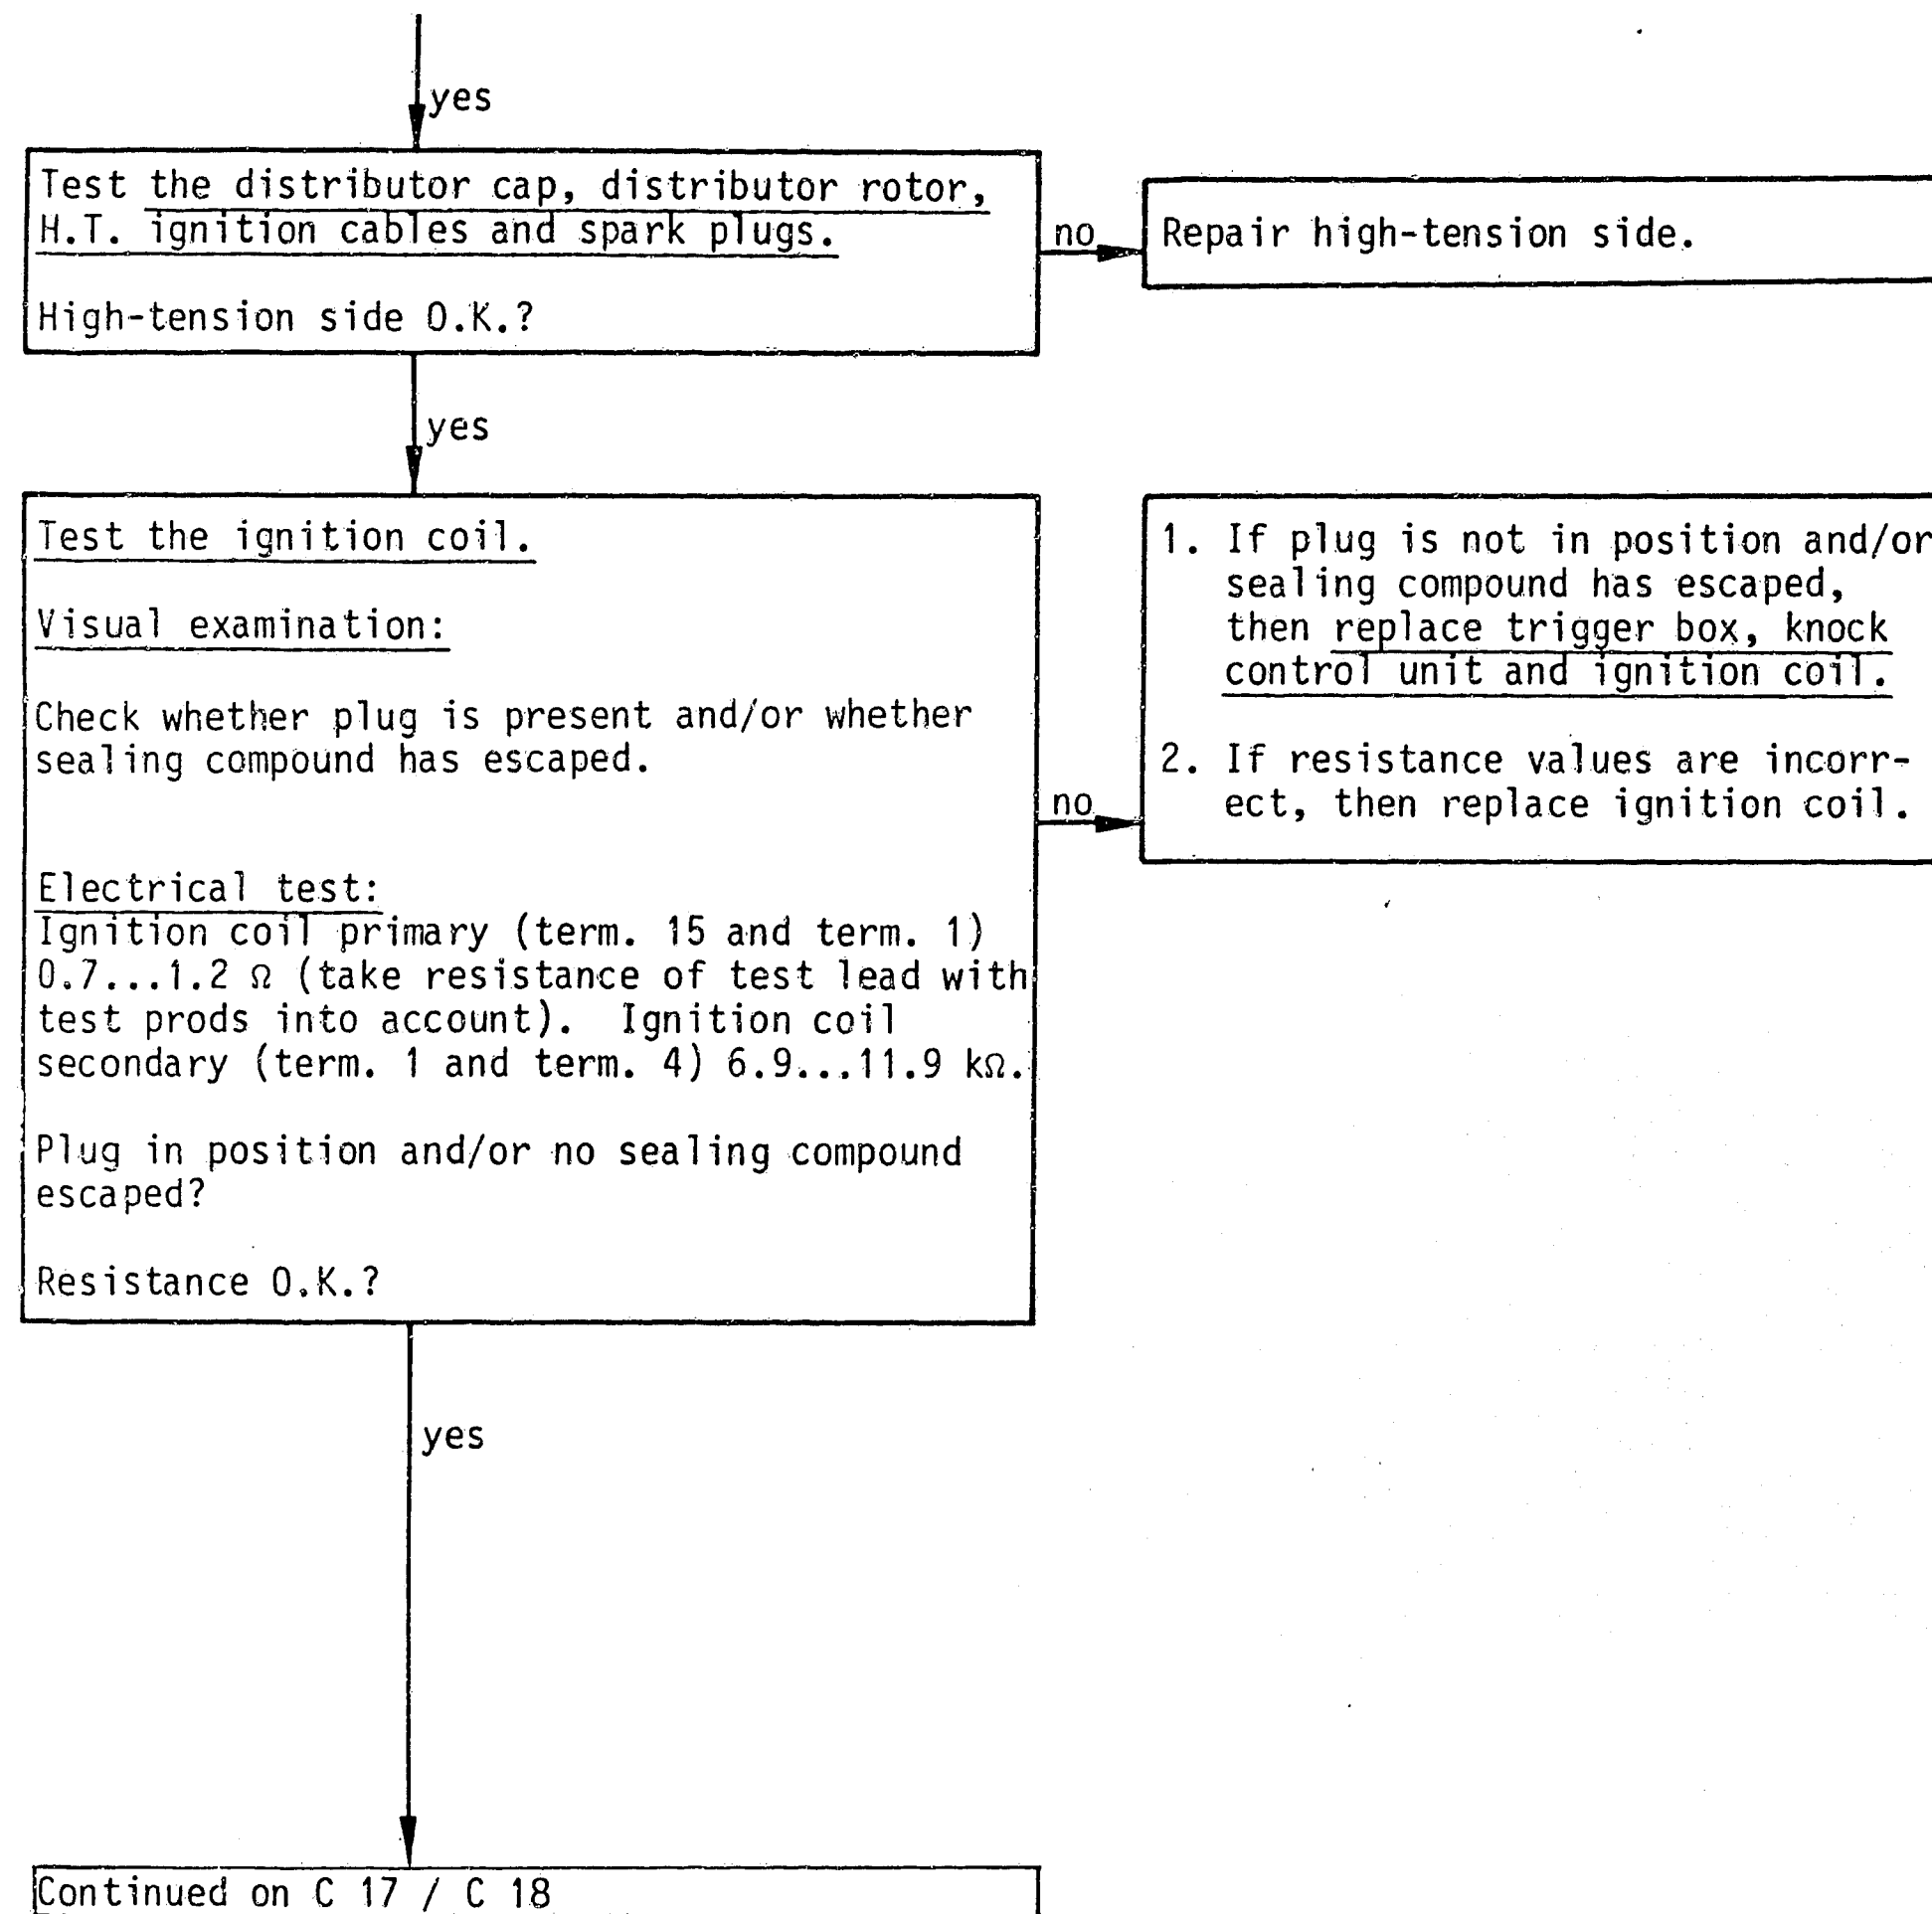 yes
Test the distributor cap, distributor rotor,
H.T. ignition cables and spark plugs.
High-tension side O.K.?
no
Repair high-tension side.
yes
Test the ignition coil.
Visual examination:
Check whether plug is present and/or whether
sealing compound has escaped.
Electrical test:
Ignition coil primary (term. 15 and term. 1)
0.7...1.2 Ω (take resistance of test lead with
test prods into account).  Ignition coil
secondary (term. 1 and term. 4) 6.9...11.9 kΩ.
Plug in position and/or no sealing compound
escaped?
Resistance O.K.?
no
1. If plug is not in position and/or
sealing compound has escaped,
then replace trigger box, knock
control unit and ignition coil.
2. If resistance values are incorr-
ect, then replace ignition coil.
yes
Continued on C 17 / C 18